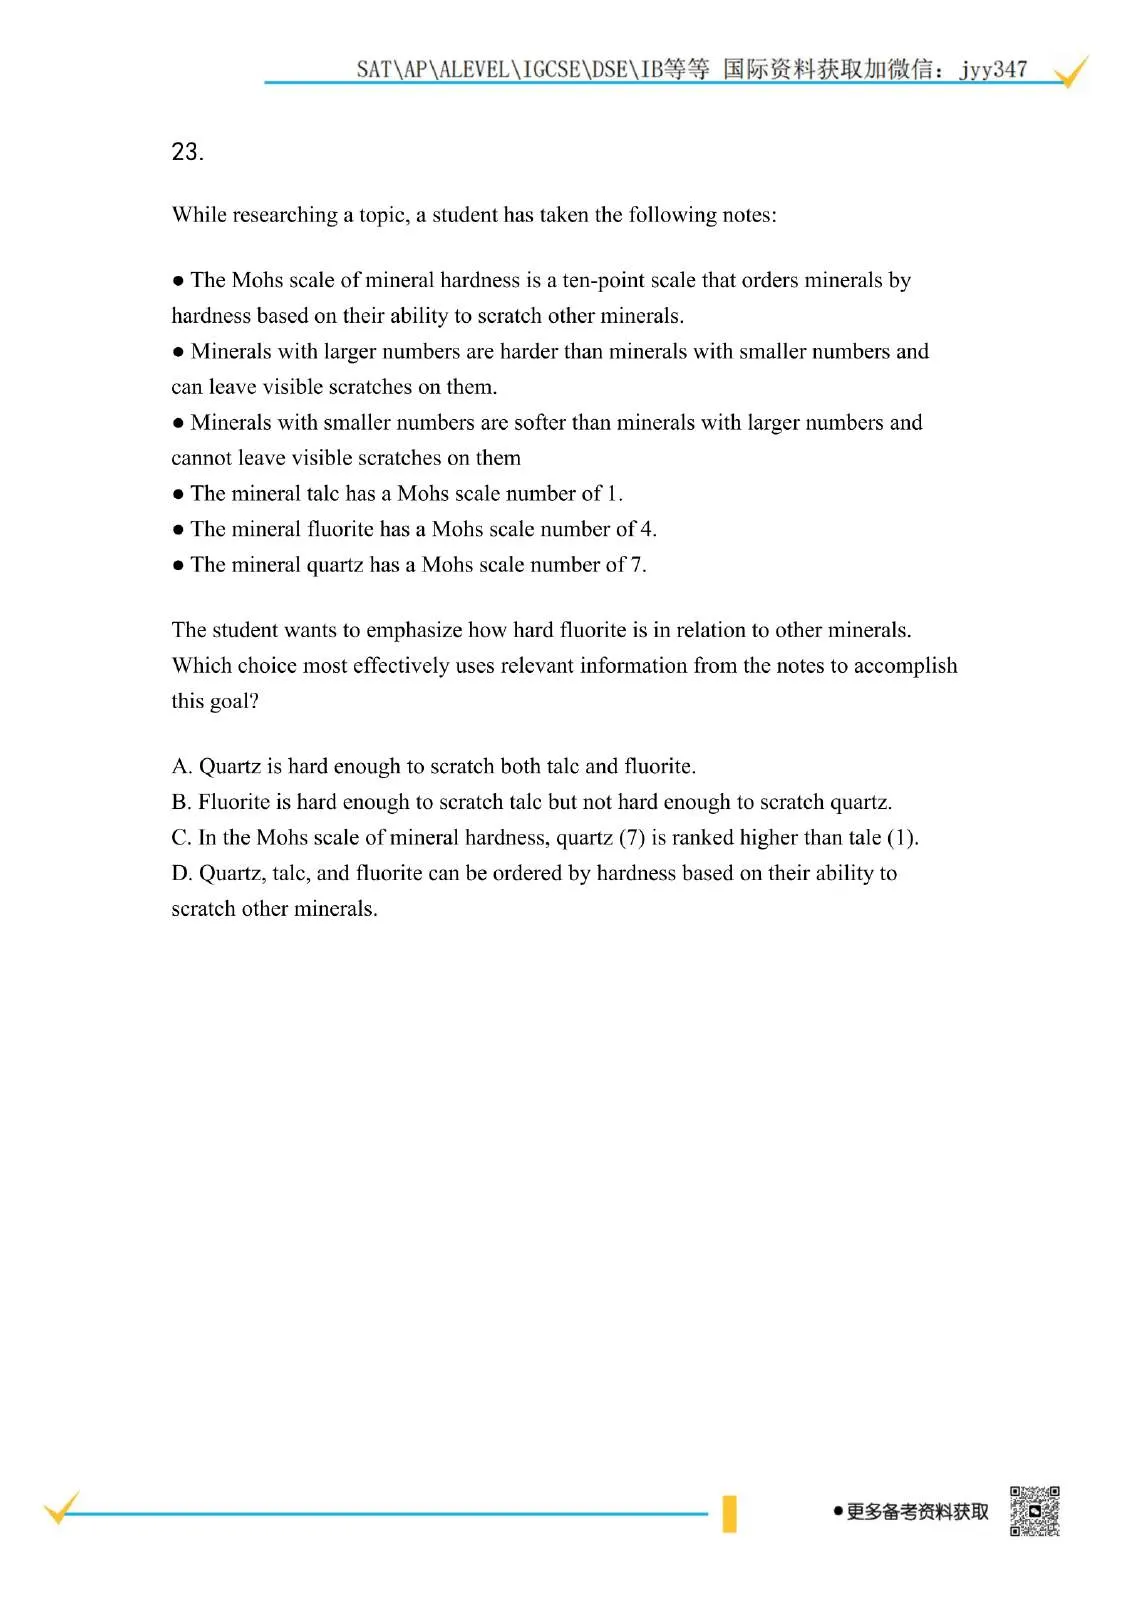 SAT\AP\ALEVEL\IGCSE\DSE\IB等等 国际资料获取加微信：jyy347
23.
While researching a topic, a student has taken the following notes:
● The Mohs scale of mineral hardness is a ten-point scale that orders minerals by
hardness based on their ability to scratch other minerals.
● Minerals with larger numbers are harder than minerals with smaller numbers and
can leave visible scratches on them.
● Minerals with smaller numbers are softer than minerals with larger numbers and
cannot leave visible scratches on them
● The mineral talc has a Mohs scale number of 1.
● The mineral fluorite has a Mohs scale number of 4.
● The mineral quartz has a Mohs scale number of 7.
The student wants to emphasize how hard fluorite is in relation to other minerals.
Which choice most effectively uses relevant information from the notes to accomplish
this goal?
A. Quartz is hard enough to scratch both talc and fluorite.
B. Fluorite is hard enough to scratch talc but not hard enough to scratch quartz.
C. In the Mohs scale of mineral hardness, quartz (7) is ranked higher than tale (1).
D. Quartz, talc, and fluorite can be ordered by hardness based on their ability to
scratch other minerals.
●更多备考资料获取